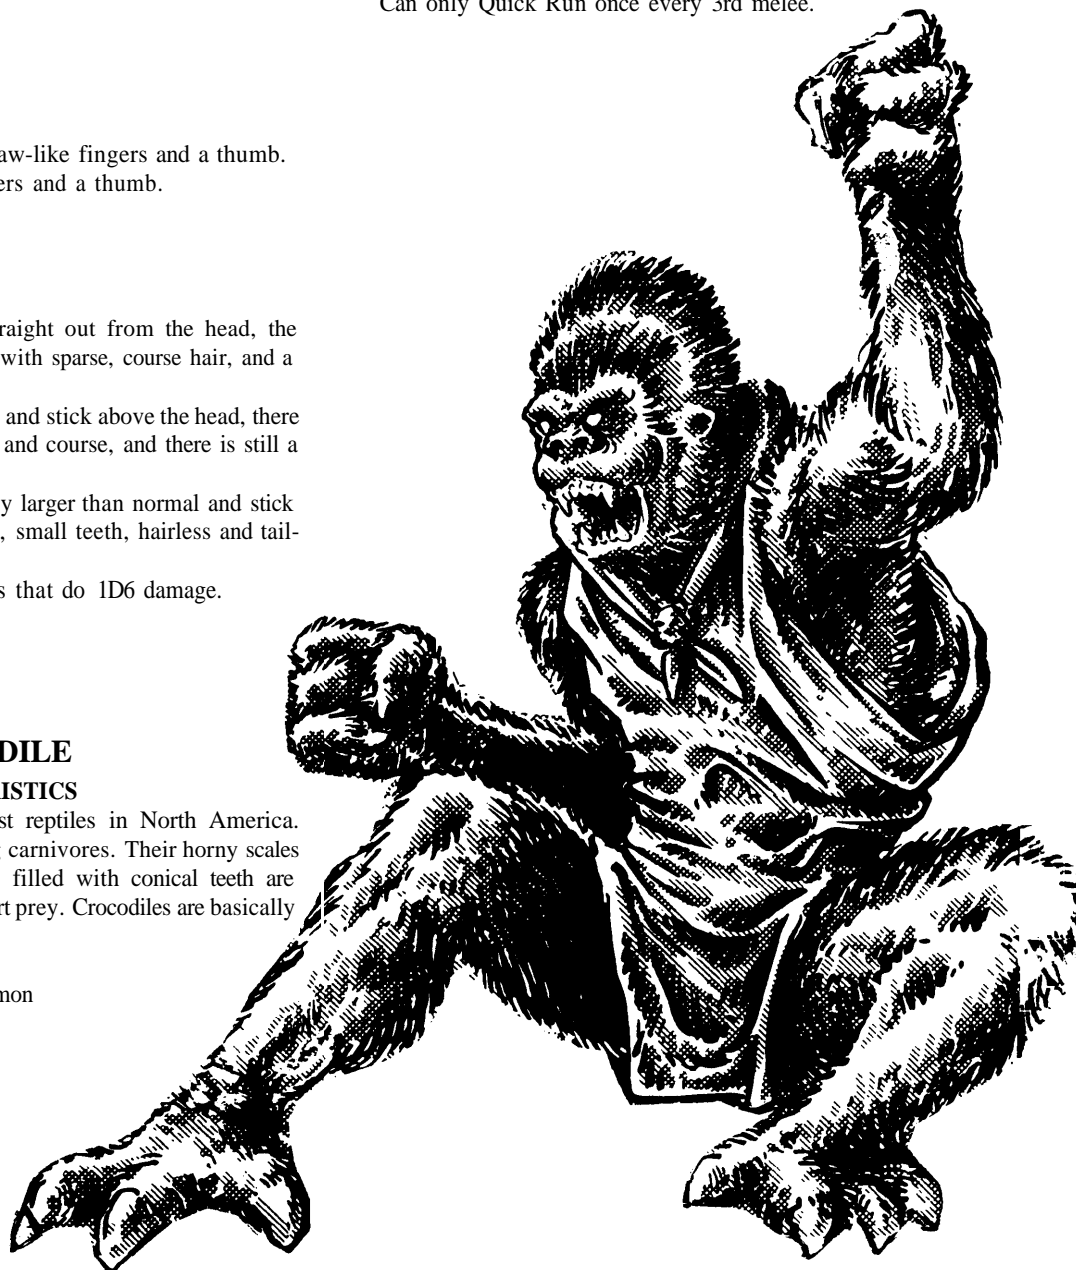 Can only Quick Run once every 3rd melee.
aw-like fingers and a thumb.
ers and a thumb.
raight out from the head, the
with sparse, course hair, and a
and stick above the head, there
and course, and there is still a
y larger than normal and stick
, small teeth, hairless and tail-
s that do 1D6 damage.
DILE
ISTICS
st reptiles in North America.
g carnivores. Their horny scales
filled with conical teeth are
rt prey. Crocodiles are basically
mon